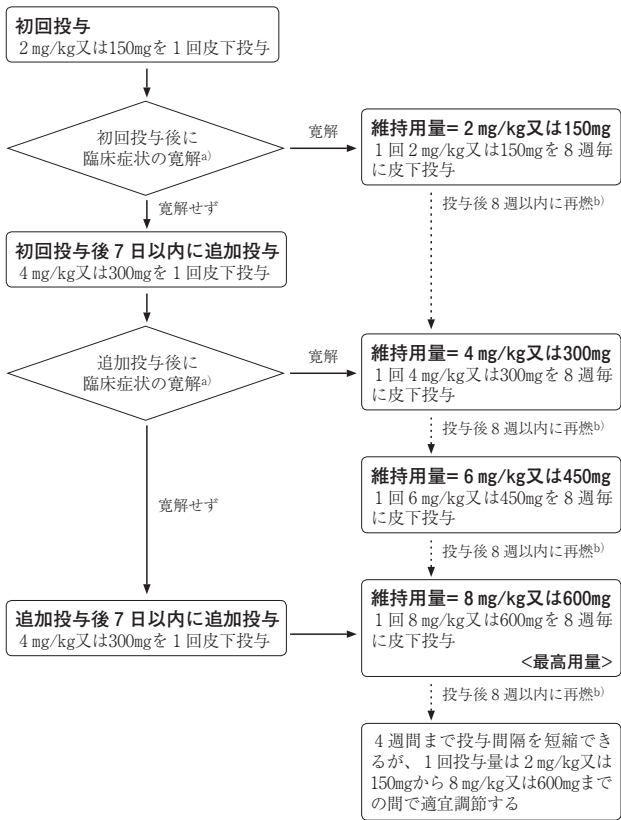 初回投与
2 mg/kg又は150mgを1回皮下投与
初回投与後に
臨床症状の寛解a)
寛解
維持用量= 2 mg/kg又は150mg
1回2 mg/kg又は150mgを8週毎
に皮下投与
寛解せず
投与後8週以内に再燃b)
初回投与後7日以内に追加投与
4 mg/kg又は300mgを1回皮下投与
追加投与後に
臨床症状の寛解a)
寛解
維持用量= 4 mg/kg又は300mg
1回4 mg/kg又は300mgを8週毎
に皮下投与
投与後8週以内に再燃b)
維持用量= 6 mg/kg又は450mg
1回6 mg/kg又は450mgを8週毎
に皮下投与
寛解せず
投与後8週以内に再燃b)
追加投与後7日以内に追加投与
4 mg/kg又は300mgを1回皮下投与
維持用量= 8 mg/kg又は600mg
1回8 mg/kg又は600mgを8週毎
に皮下投与
<最高用量>
投与後8週以内に再燃b)
4週間まで投与間隔を短縮でき
るが、1回投与量は2 mg/kg又は
150mgから8 mg/kg又は600mgまで
の間で適宜調節する